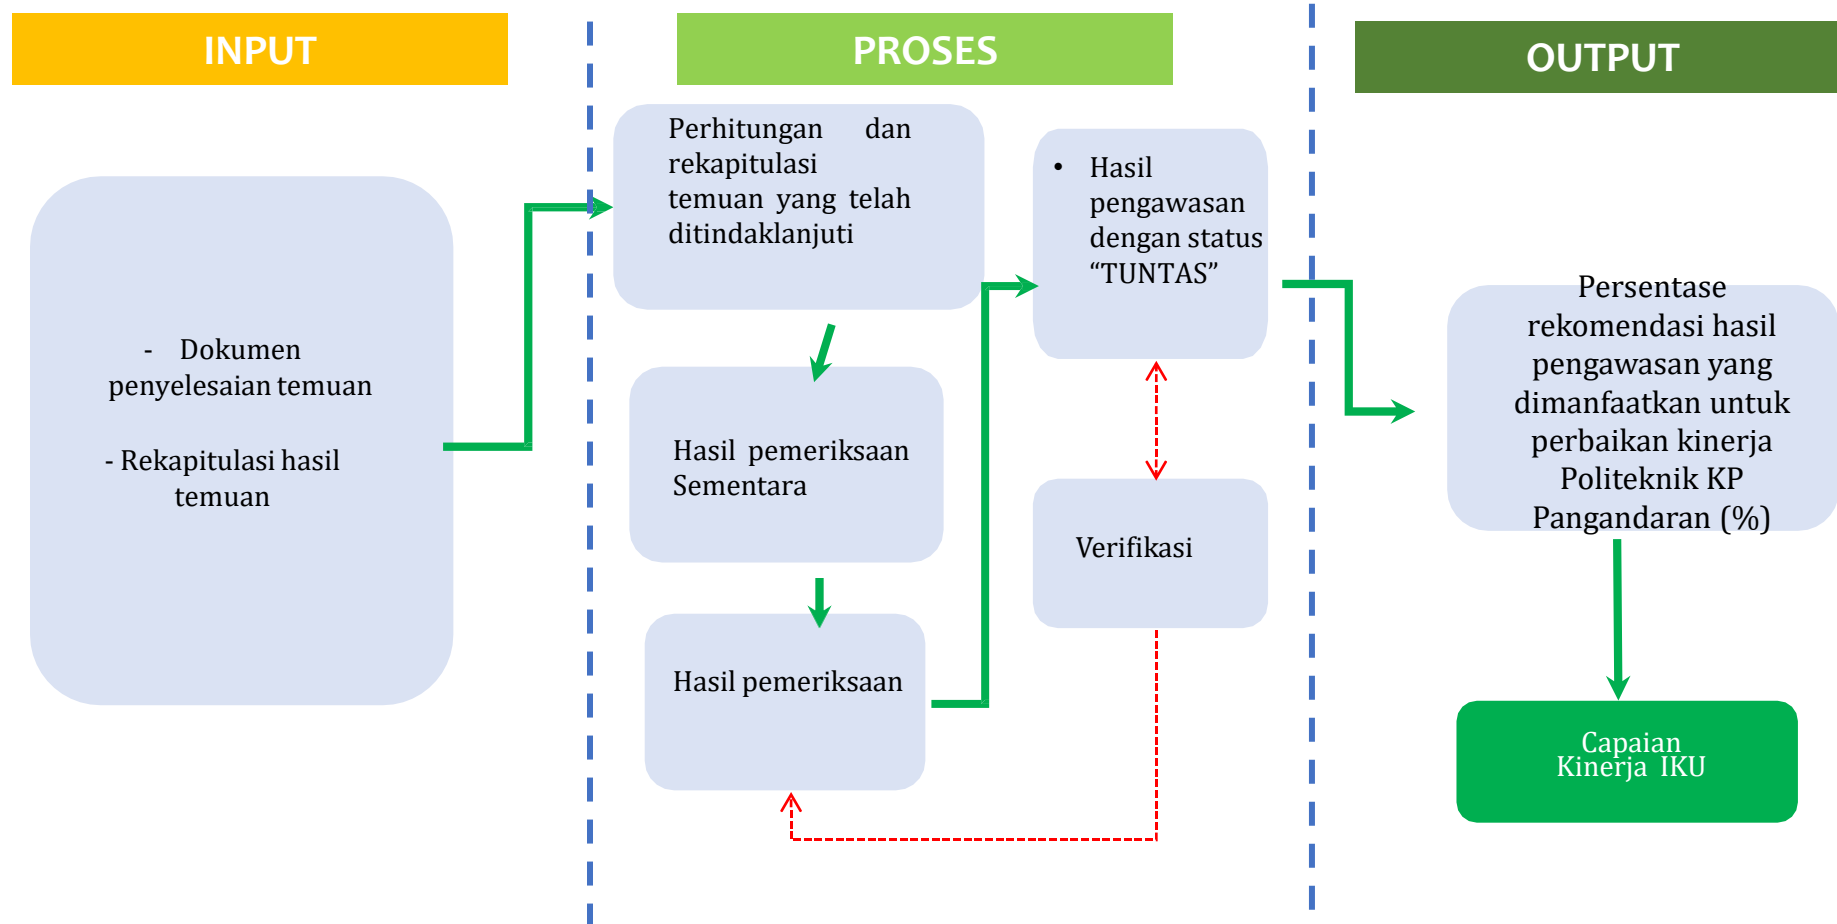 INPUT
PROSES
OUTPUT
- Dokumen
penyelesaian temuan
- Rekapitulasi hasil
temuan
Perhitungan dan
rekapitulasi
temuan yang telah
ditindaklanjuti
Hasil pemeriksaan
Sementara
Hasil pemeriksaan
• Hasil
pengawasan
dengan status
“TUNTAS”
Verifikasi
Persentase
rekomendasi hasil
pengawasan yang
dimanfaatkan untuk
perbaikan kinerja
Politeknik KP
Pangandaran (%)
Capaian
Kinerja IKU